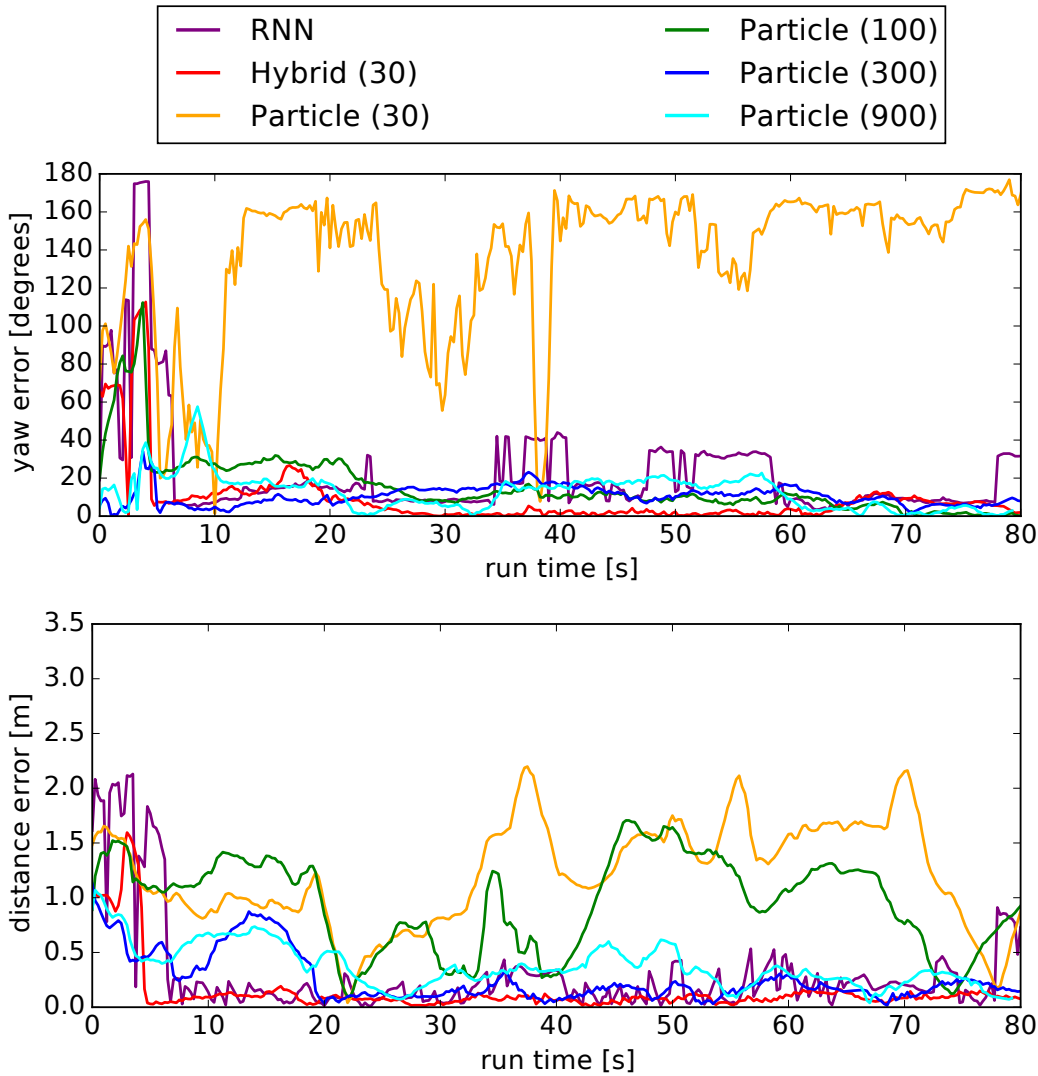 RNN
Hybrid (30)
Particle (30)
Particle (100)
Particle (300)
Particle (900)
180
160
140
120
100
80
60
40
20
0
yaw error [degrees]
0 10 20 30 40 50 60 70 80
run time [s]
3.5
3.0
2.5
2.0
1.5
1.0
0.5
0.0
distance error [m]
0 10 20 30 40 50 60 70 80
run time [s]